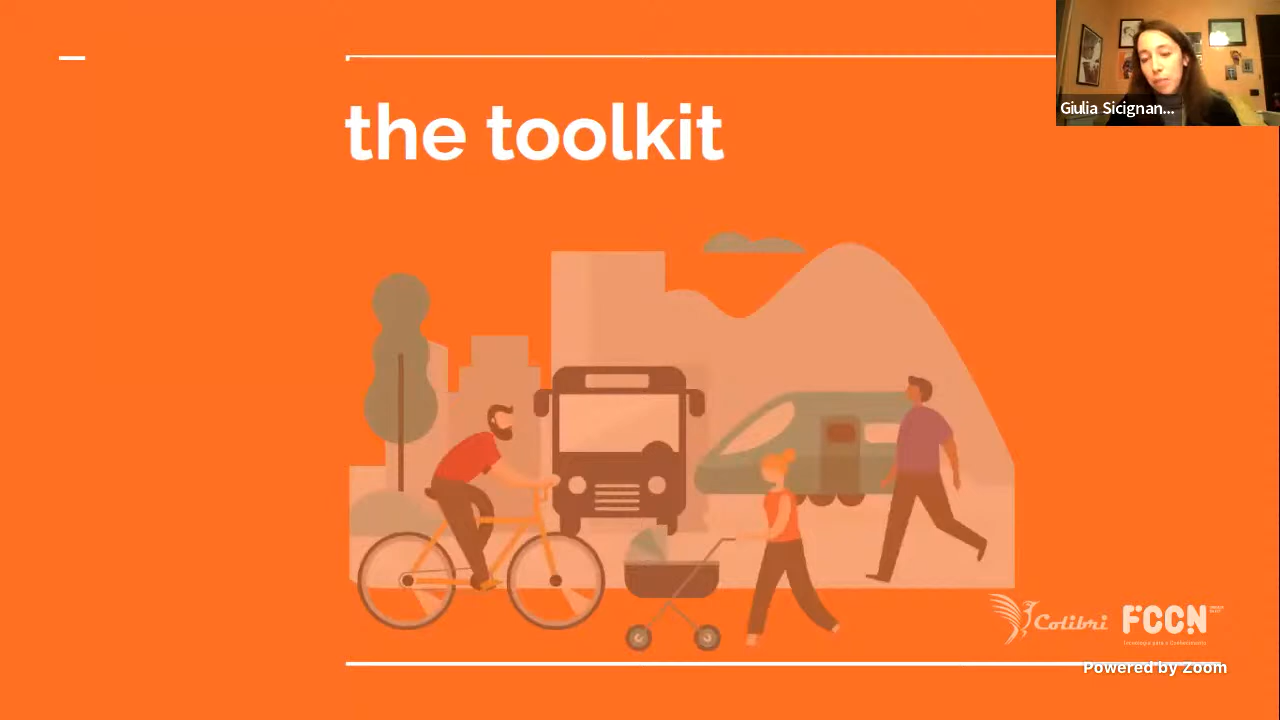 the toolkit
Giulia Sicignan...
Colibri
FCCN
Powered by Zoom